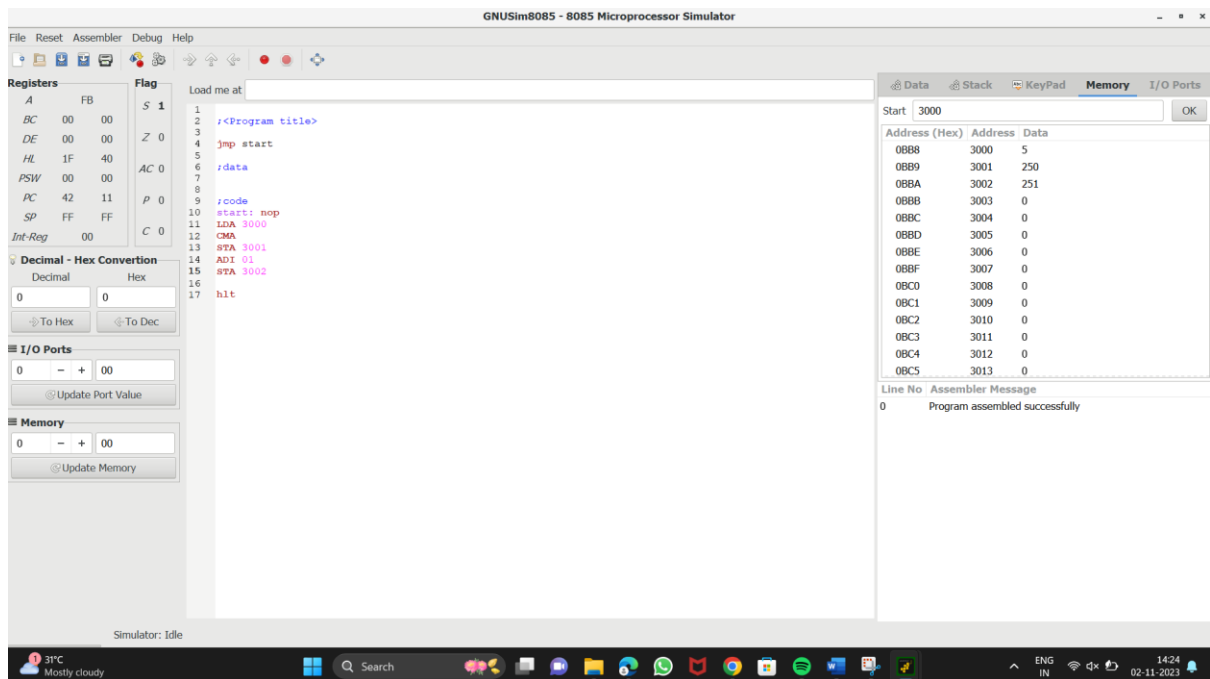 GNUSim8085 - 8085 Microprocessor Simulator
File Reset Assembler Debug Help
Registers
A FB
BC 00 00
DE 00 00
HL 1F 40
PSW 00 00
PC 42 11
SP FF FF
Int-Reg 00
Flag
S 1
Z 0
AC 0
P 0
C 0
Decimal - Hex Convertion
Decimal Hex
0 0
To Hex To Dec
I/O Ports
0 - + 00
Update Port Value
Memory
0 - + 00
Update Memory
Load me at
1
2 ;<Program title>
3
4 jmp start
5
6 ;data
7
8
9 ;code
10 start: nop
11 LDA 3000
12 CMA
13 STA 3001
14 ADI 01
15 STA 3002
16
17 hlt
Data Stack KeyPad Memory I/O Ports
Start 3000 OK
Address (Hex) Address Data
0BB8 3000 5
0BB9 3001 250
0BBA 3002 251
0BBB 3003 0
0BBC 3004 0
0BBD 3005 0
0BBE 3006 0
0BBF 3007 0
0BC0 3008 0
0BC1 3009 0
0BC2 3010 0
0BC3 3011 0
0BC4 3012 0
0BC5 3013 0
Line No Assembler Message
0 Program assembled successfully
Simulator: Idle
1
31°C
Mostly cloudy
Search
ENG
IN
14:24
02-11-2023